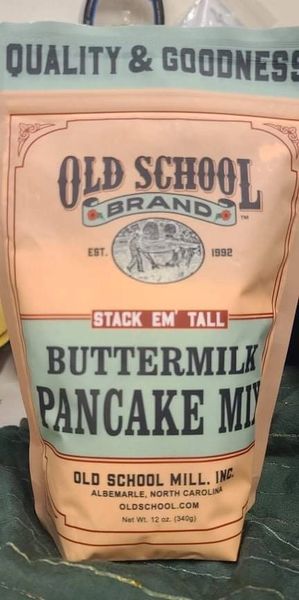 QUALITY & GOODNESS
OLD SCHOOL
BRAND
TM
EST. 1992
STACK EM' TALL
BUTTERMILK
PANCAKE MIX
OLD SCHOOL MILL, INC.
ALBEMARLE, NORTH CAROLINA
OLDSCHOOL.COM
Net Wt. 12 oz. (340g)